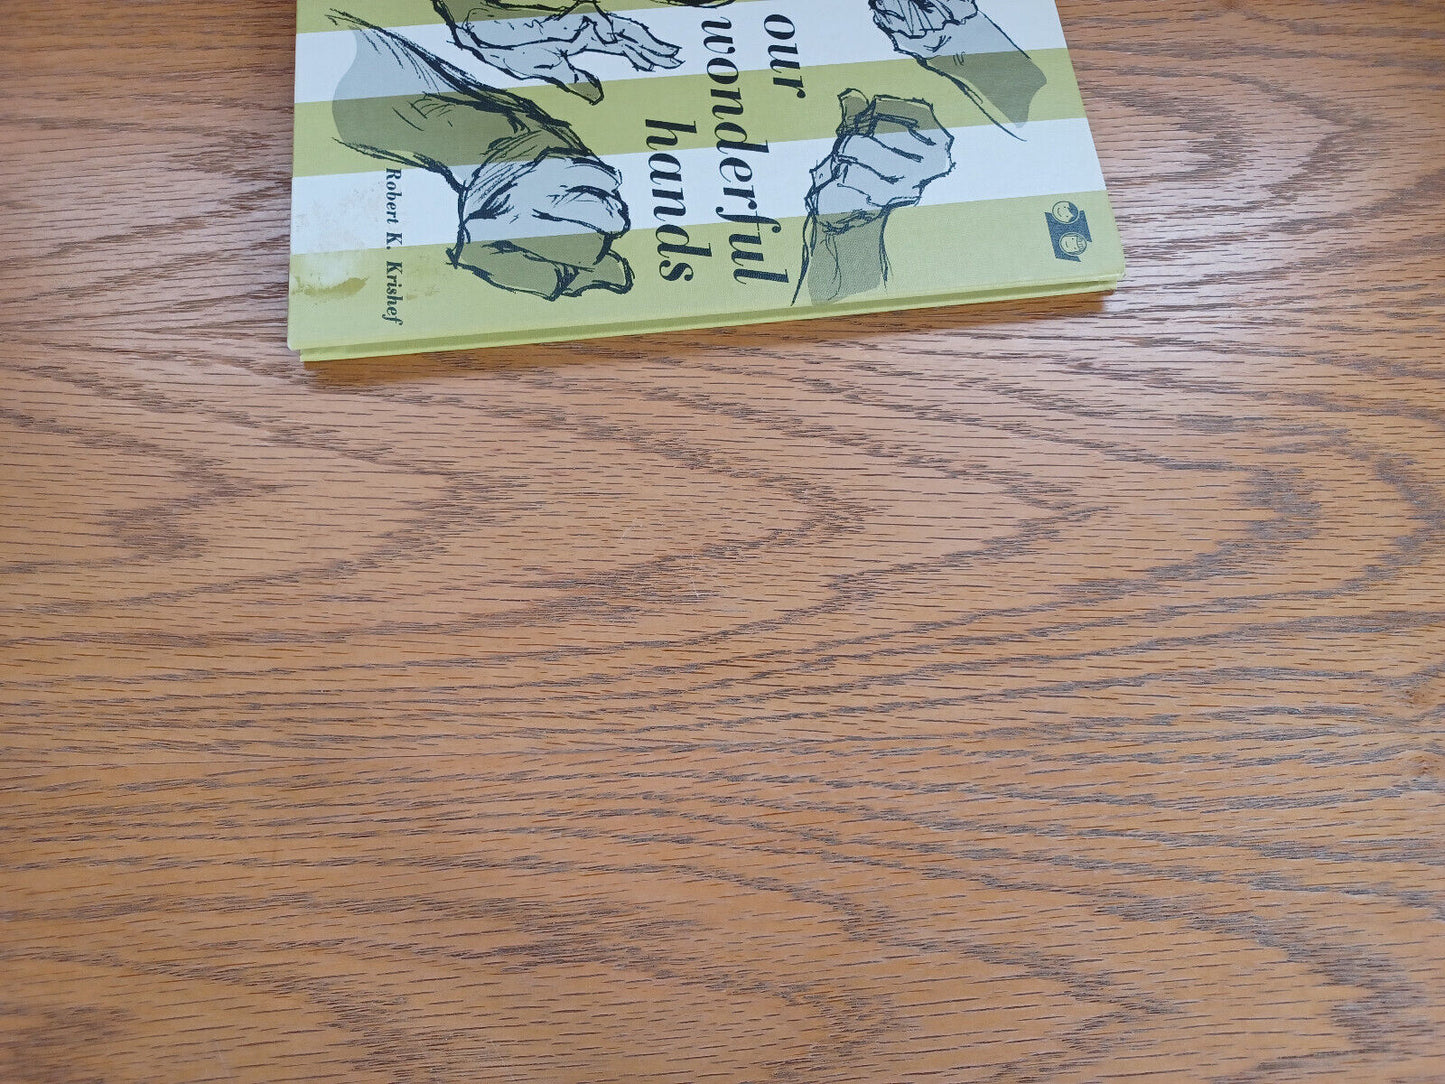 our
wonderful
hands
Robert K. Krishef